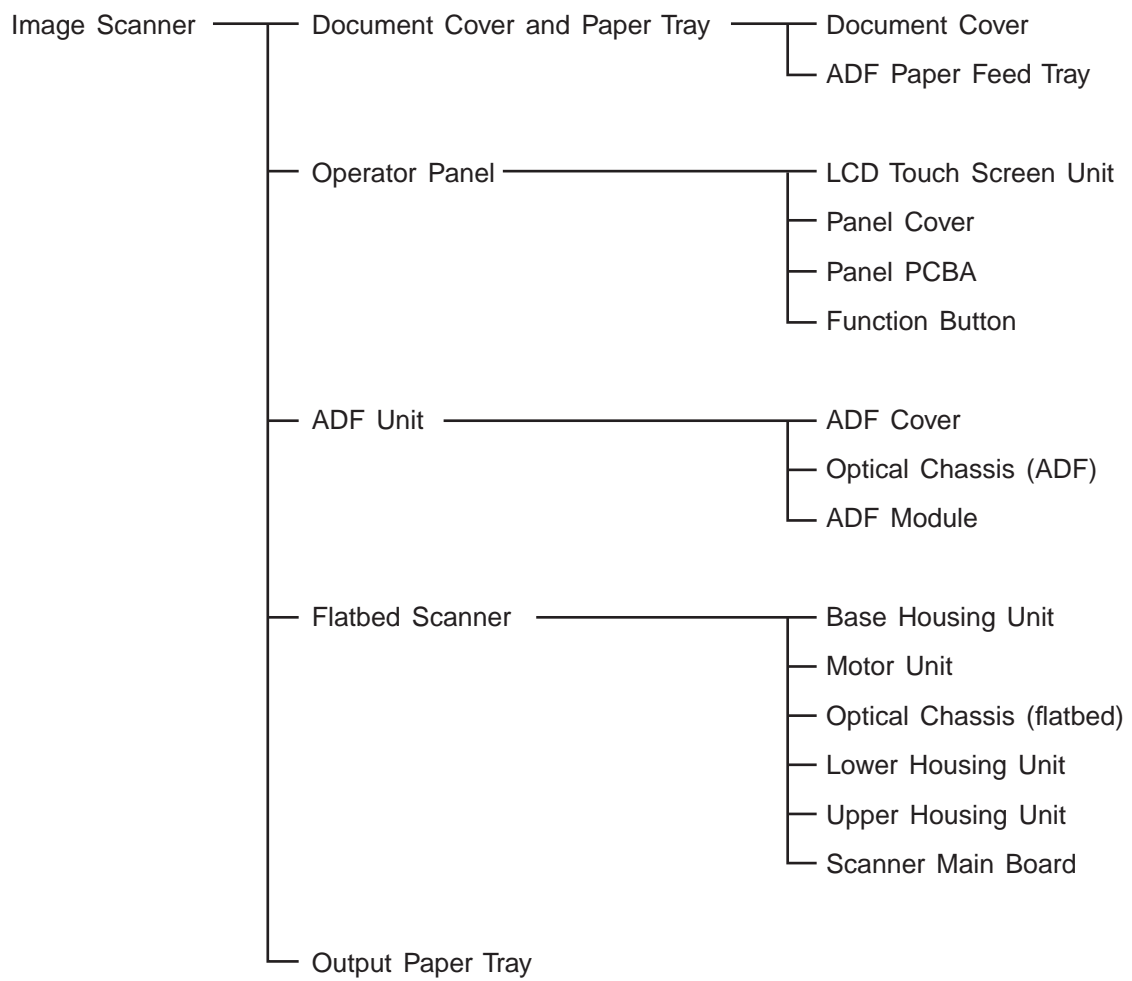 Image Scanner Document Cover and Paper Tray Document Cover
ADF Paper Feed Tray
Operator Panel LCD Touch Screen Unit
Panel Cover
Panel PCBA
Function Button
ADF Unit ADF Cover
Optical Chassis (ADF)
ADF Module
Flatbed Scanner Base Housing Unit
Motor Unit
Optical Chassis (flatbed)
Lower Housing Unit
Upper Housing Unit
Scanner Main Board
Output Paper Tray